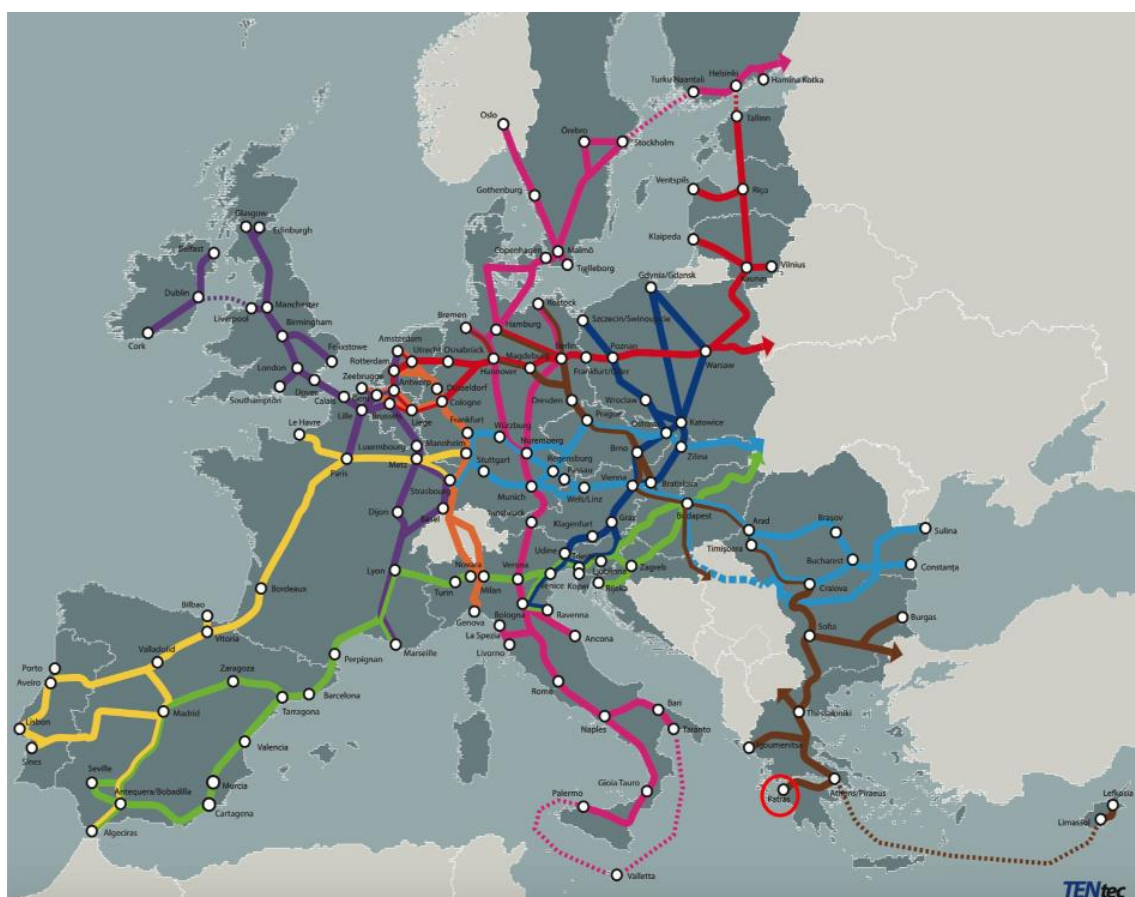 Helsinki
Turku Naantali
Hamina Kotka
Tallinn
Oslo
Örebro
Stockholm
Ventspils
Riga
Gothenburg
Klaipeda
Glasgow
Edinburgh
Copenhagen
Malmö
Trelleborg
Vilnius
Kaunas
Belfast
Gdynia/Gdansk
Dublin
Liverpool
Manchester
Rostock
Szczecin/Swinoujscie
Cork
Birmingham
Bremen
Hamburg
Felixstowe
Amsterdam
Utrecht
Osnabrück
Berlin
Poznan
Rotterdam
Magdeburg
Hannover
Frankfurt/Oder
Warsaw
London
Zeebrugge
Antwerp
Düsseldorf
Southampton
Dover
Calais
Gent
Cologne
Dresden
Wroclaw
Lille
Brussels
Liège
Frankfurt
Prague
Katowice
Ostrava
Le Havre
Würzburg
Luxembourg
Mannheim
Nuremberg
Brno
Zilina
Paris
Metz
Stuttgart
Regensburg
Passau
Strasbourg
Munich
Wels/Linz
Vienna
Bratislava
Dijon
Basel
Innsbruck
Klagenfurt
Graz
Budapest
Arad
Braşov
Sulina
Udine
Timişoara
Lyon
Novara
Verona
Venice
Trieste
Koper
Ljubljana
Zagreb
Rijeka
Bucharest
Constanţa
Turin
Milan
Craiova
Bordeaux
Genova
Bologna
Ravenna
Bilbao
Vitoria
La Spezia
Livorno
Ancona
Sofia
Burgas
Marseille
Valladolid
Porto
Aveiro
Zaragoza
Perpignan
Barcelona
Tarragona
Rome
Madrid
Bari
Thessaloniki
Lisbon
Naples
Taranto
Sines
Valencia
Igoumenitsa
Seville
Murcia
Gioia Tauro
Patras
Athens/Piraeus
Antequera/Bobadilla
Cartagena
Palermo
Lefkosia
Limassol
Algeciras
Valletta
TENtec